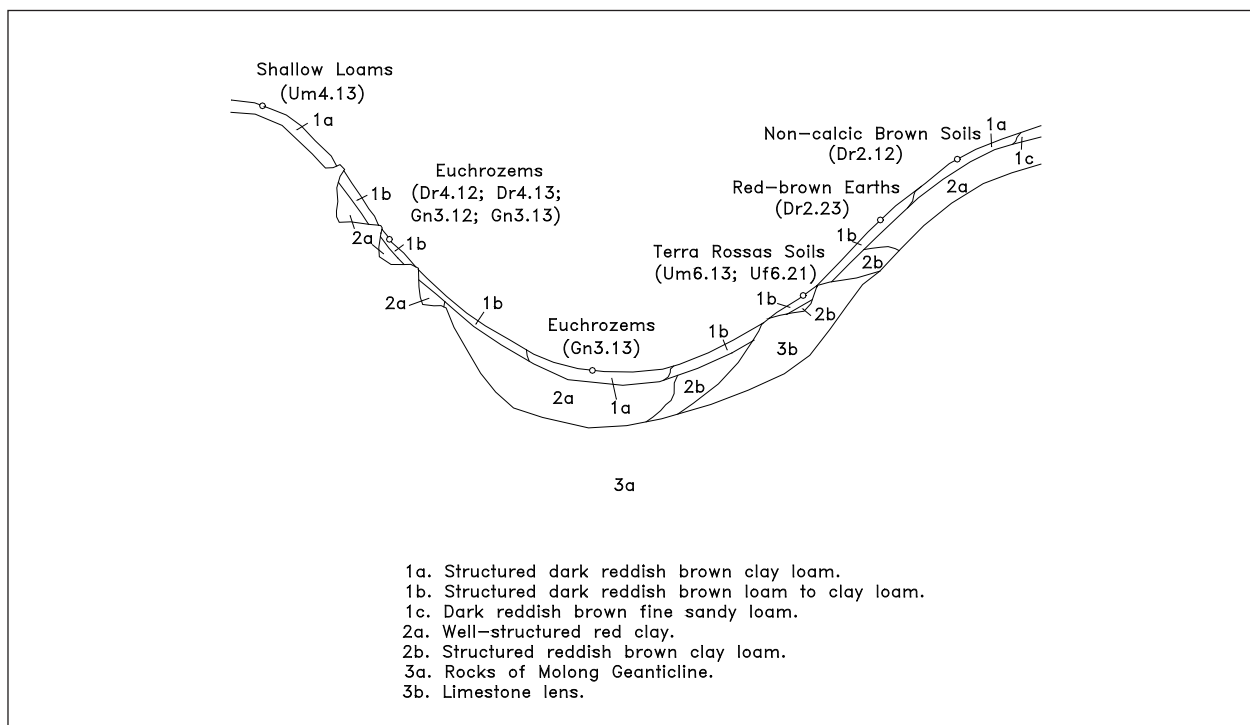 Shallow Loams
(Um4.13)
1a
Non-calcic Brown Soils
(Dr2.12)
1a
1c
Euchrozems
(Dr4.12; Dr4.13;
Gn3.12; Gn3.13)
1b
Red-brown Earths
(Dr2.23)
2a
2a
1b
1b
2b
Terra Rossas Soils
(Um6.13; Uf6.21)
2a
1b
1b
2b
Euchrozems
(Gn3.13)
1b
3b
2a
1a
2b
3a
1a. Structured dark reddish brown clay loam.
1b. Structured dark reddish brown loam to clay loam.
1c. Dark reddish brown fine sandy loam.
2a. Well-structured red clay.
2b. Structured reddish brown clay loam.
3a. Rocks of Molong Geanticline.
3b. Limestone lens.